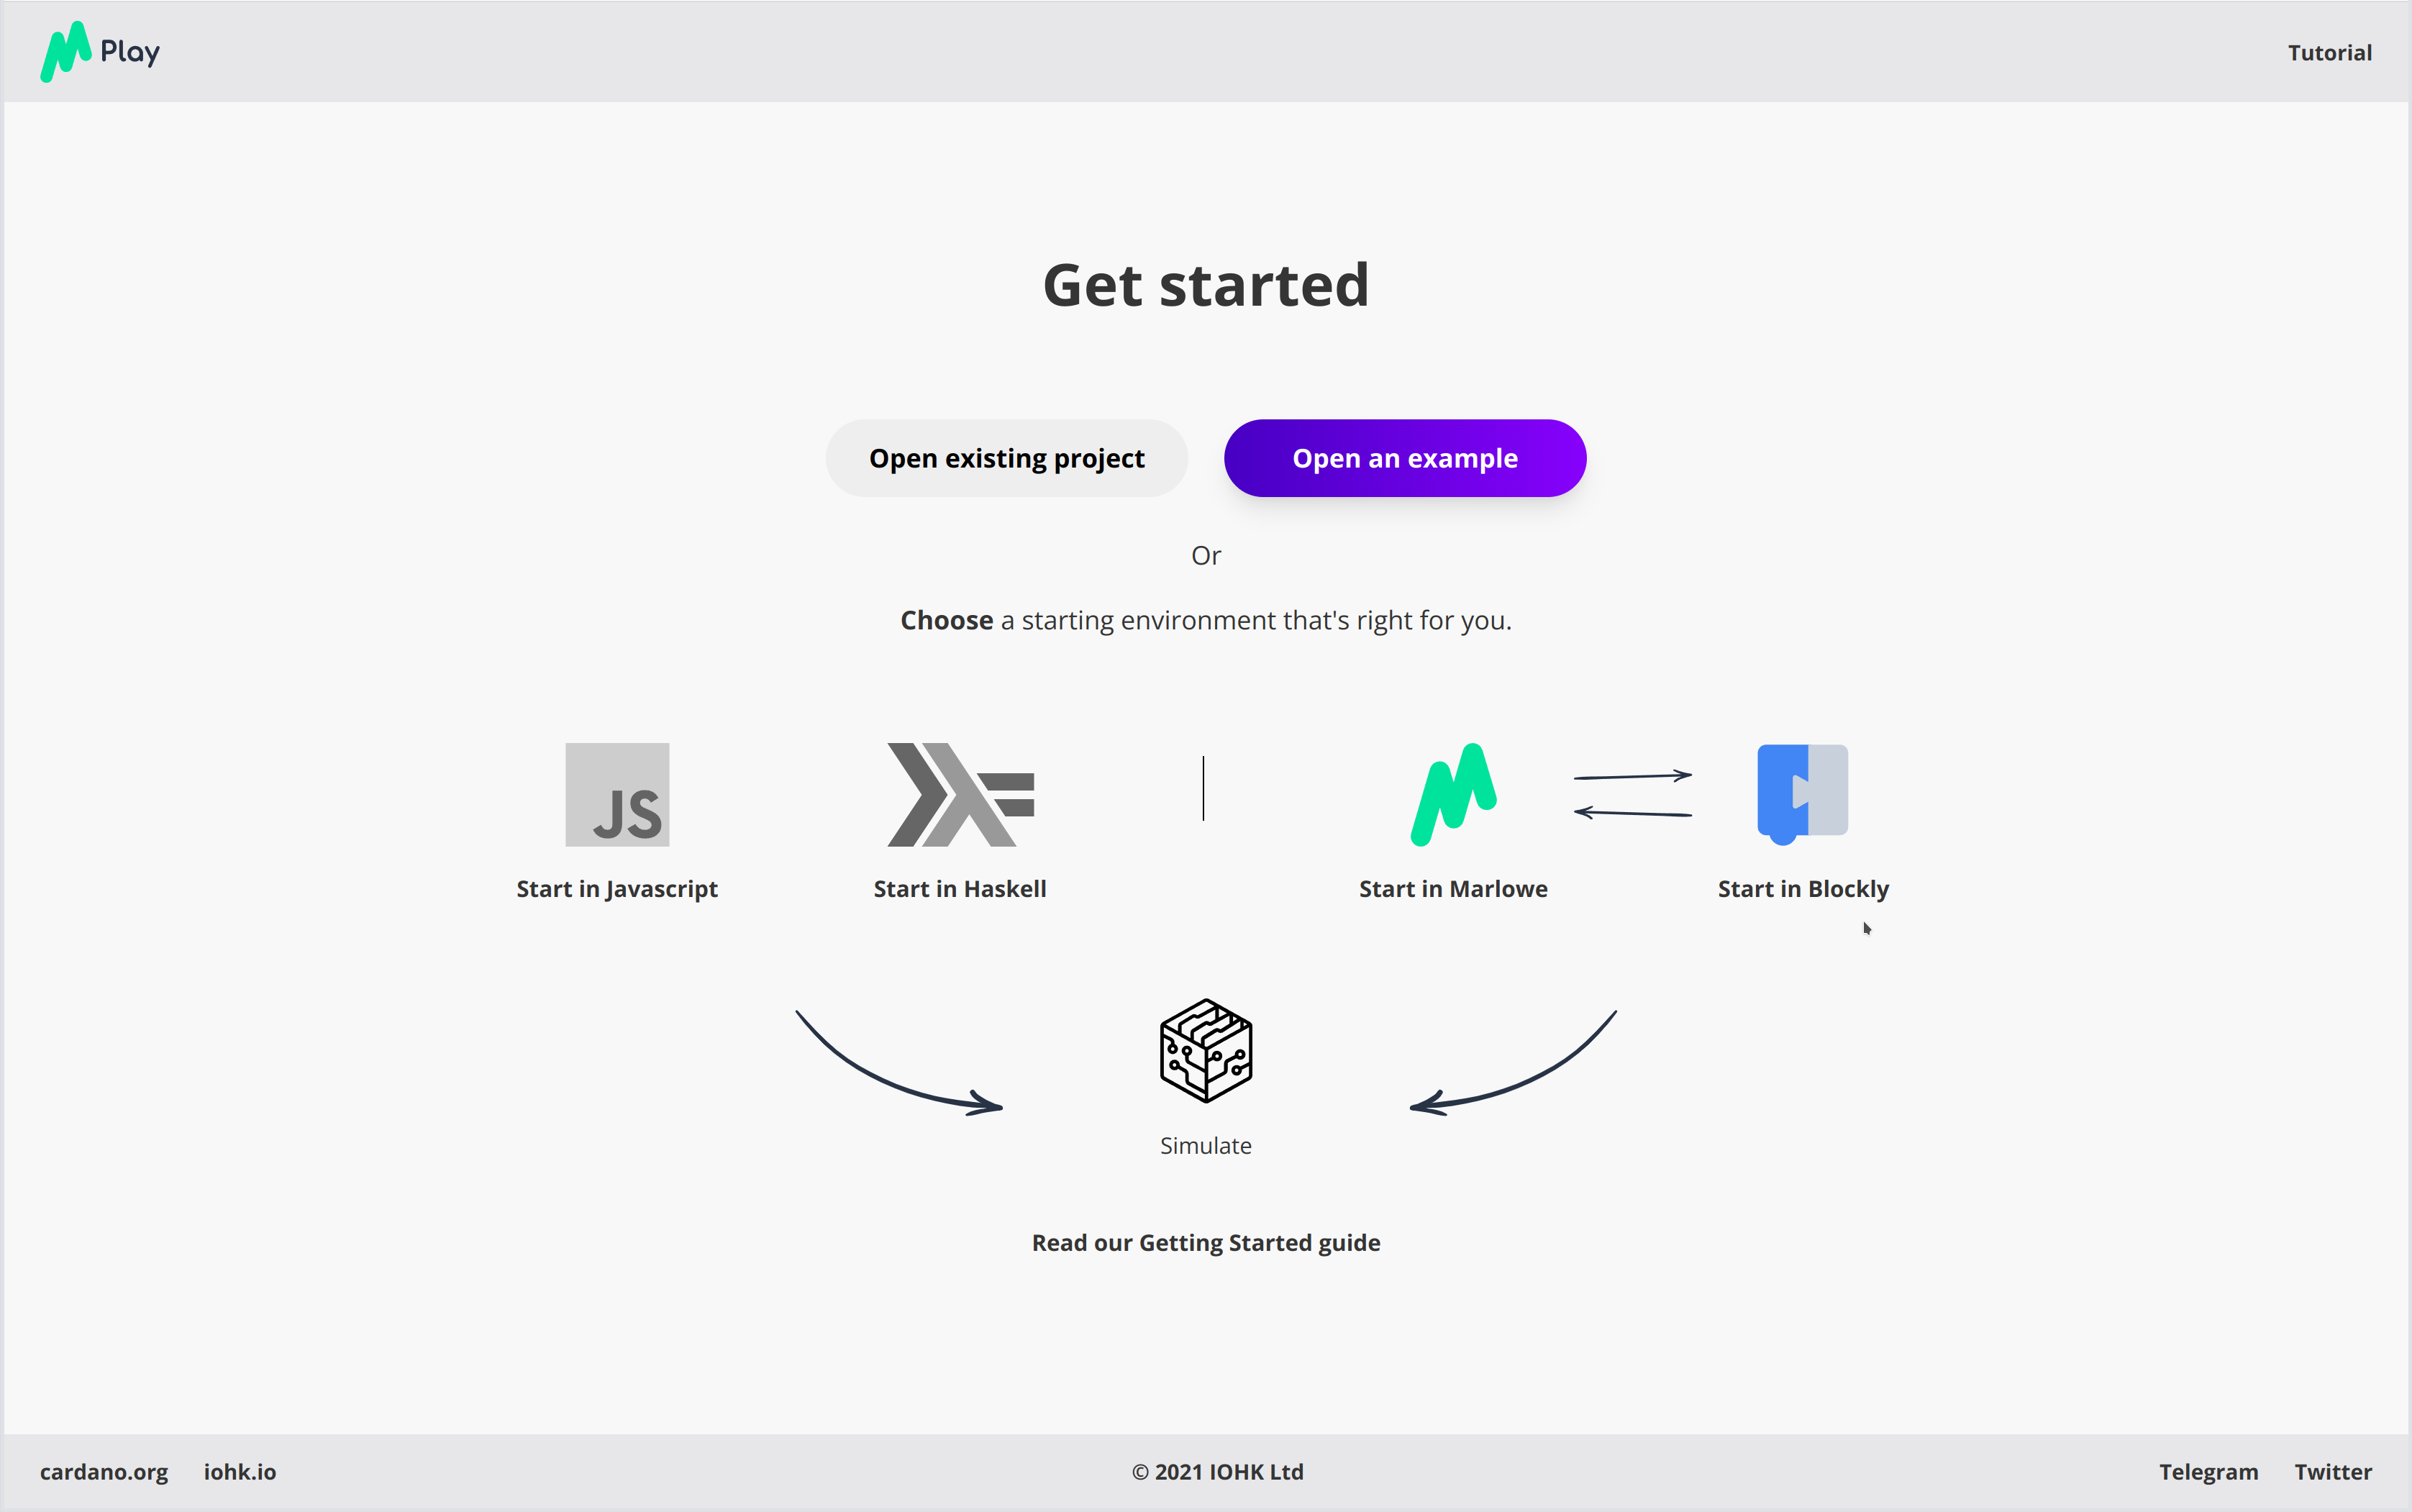 Play
Tutorial
Get started
Open existing project
Open an example
Or
Choose a starting environment that's right for you.
JS
Start in Javascript
Start in Haskell
Start in Marlowe
Start in Blockly
Simulate
Read our Getting Started guide
cardano.org
iohk.io
© 2021 IOHK Ltd
Telegram
Twitter